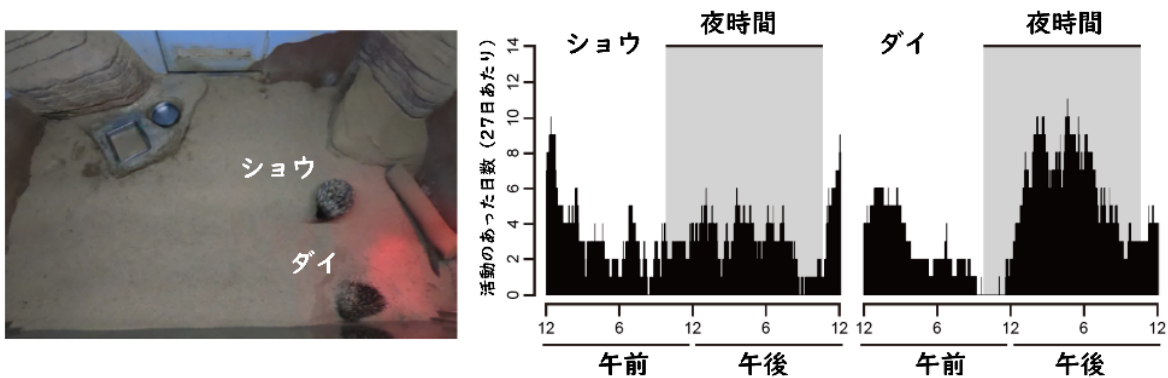 ショウ
ダイ
ショウ
夜時間
ダイ
夜時間
活動のあった日数（27日あたり）
14
12
10
8
6
4
2
0
12 6 12 6 12
12 6 12 6 12
午前 午後
午前 午後